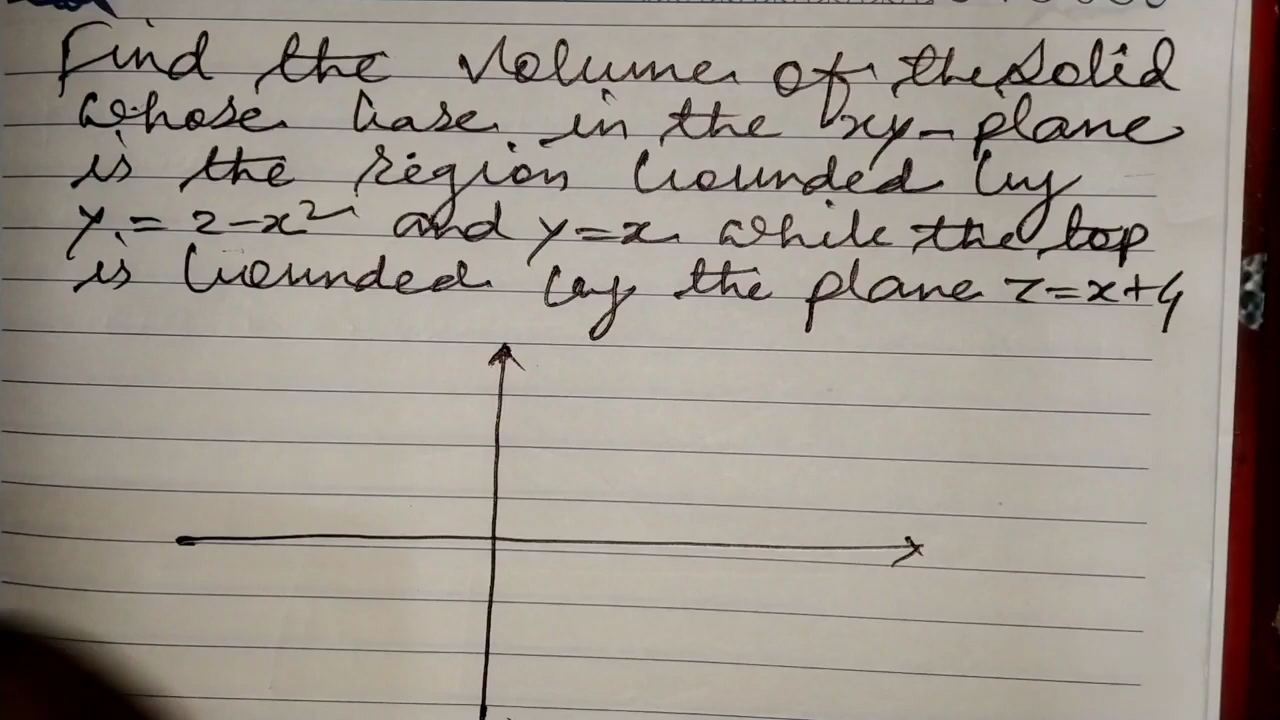 Find the volume of the solid
whose base in the xy-plane
is the region bounded by
y = 2-x² and y=x while the top
is bounded by the plane z=x+4